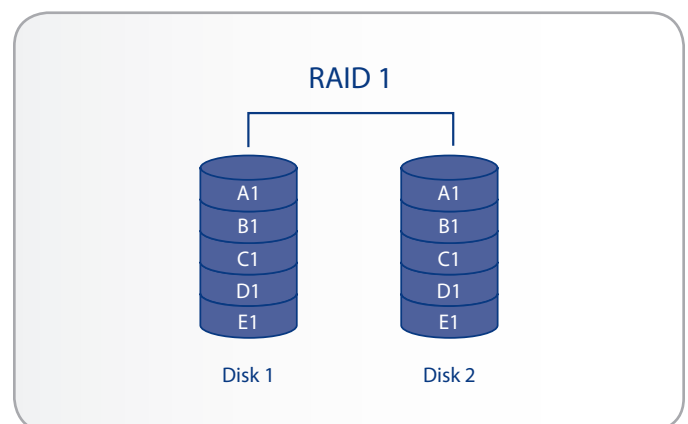 RAID 1
A1 A1
B1 B1
C1 C1
D1 D1
E1 E1
Disk 1 Disk 2